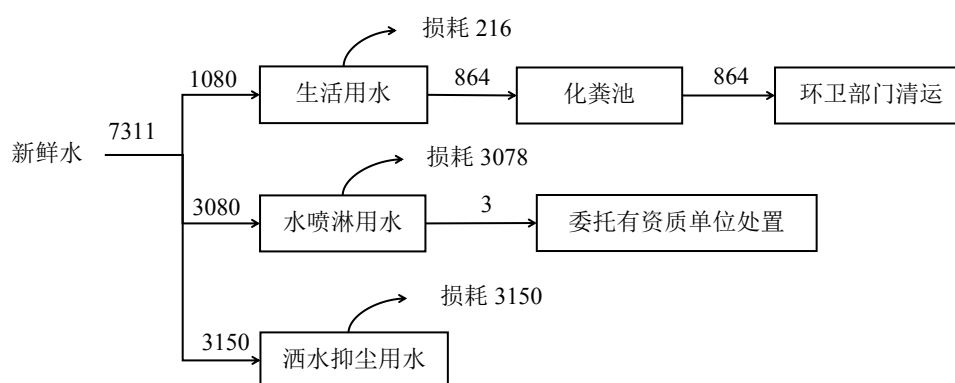 损耗 216
1080
生活用水
864
化粪池
864
环卫部门清运
新鲜水
7311
损耗 3078
3080
水喷淋用水
3
委托有资质单位处置
损耗 3150
3150
洒水抑尘用水